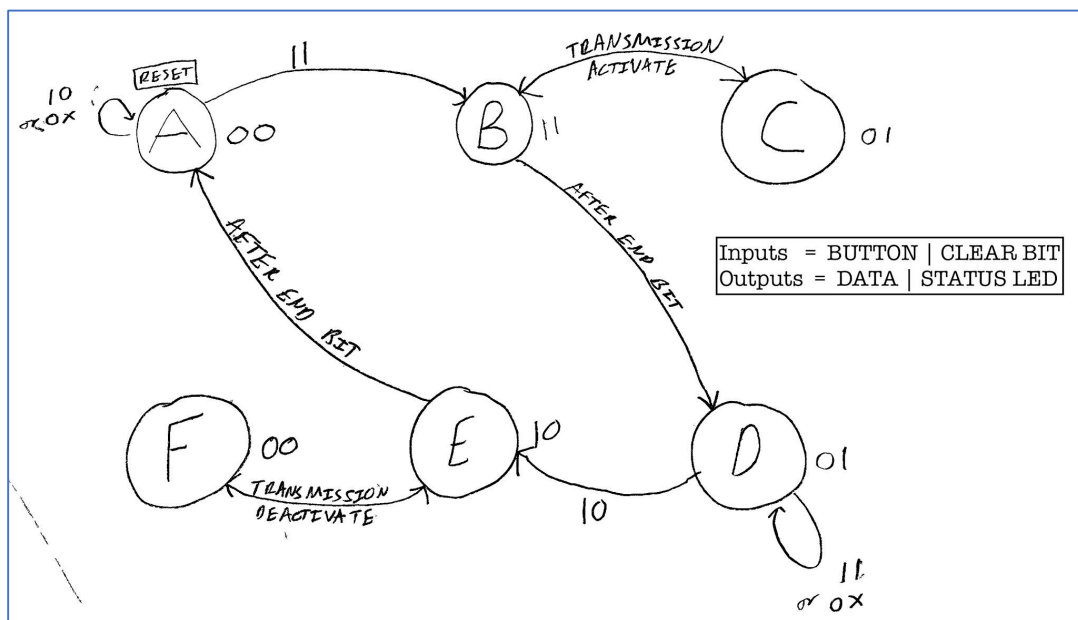 11
TRANSMISSION
ACTIVATE
RESET
10
or 0X
A
00
B
11
C
01
AFTER END BIT
AFTER END BIT
Inputs = BUTTON | CLEAR BIT
Outputs = DATA | STATUS LED
F
00
TRANSMISSION
DEACTIVATE
E
10
10
D
01
11
or 0X